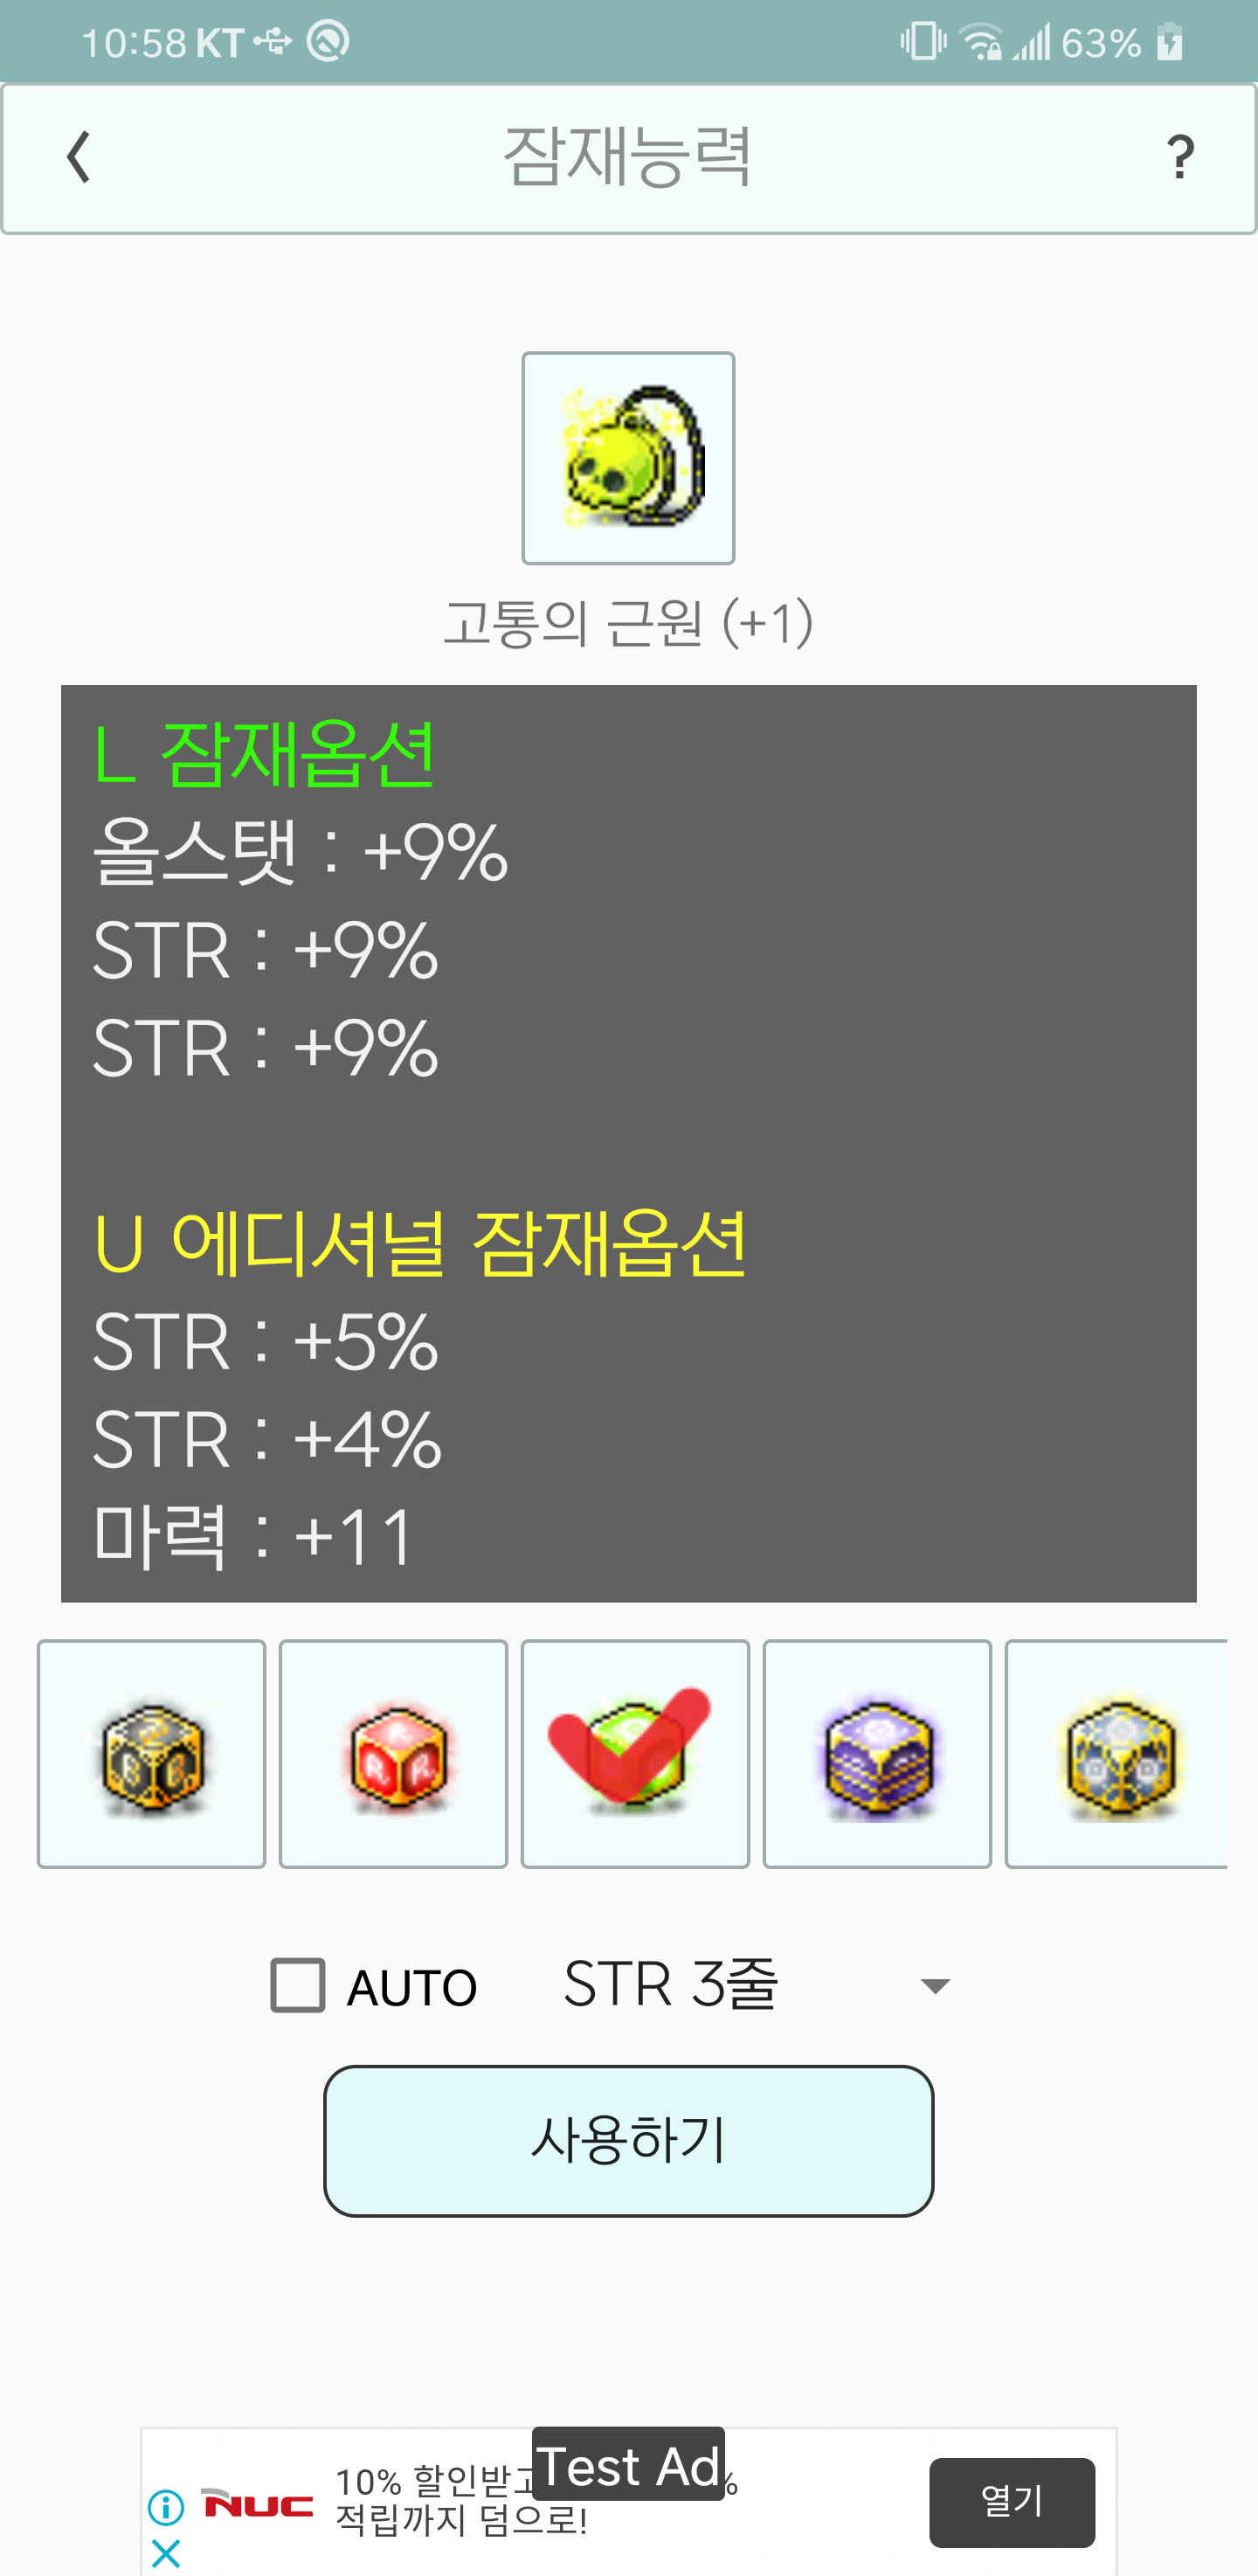 10:58 KT 63%
잠재능력 ?
고통의 근원 (+1)
L 잠재옵션
올스탯 : +9%
STR : +9%
STR : +9%
U 에디셔널 잠재옵션
STR : +5%
STR : +4%
마력 : +11
AUTO STR 3줄
사용하기
Test Ad
NUC
10% 할인받고 %
적립까지 덤으로!
열기